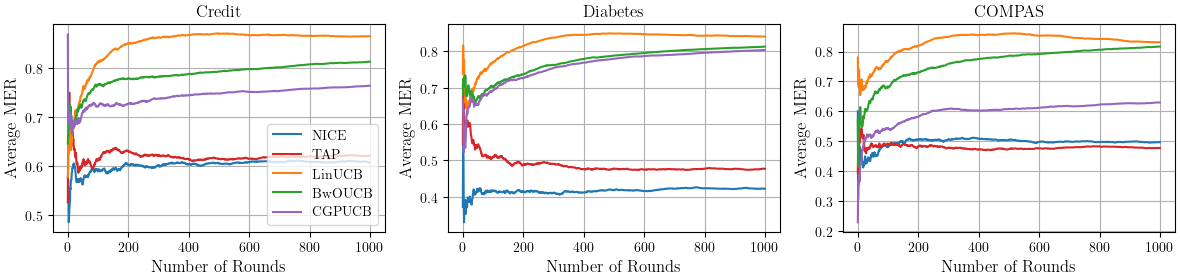 Credit
Average MER
0.8
0.7
0.6
0.5
0
200
400
600
800
1000
Number of Rounds
NICE
TAP
LinUCB
BwOUCB
CGPUCB
Diabetes
Average MER
0.8
0.7
0.6
0.5
0.4
0
200
400
600
800
1000
Number of Rounds
COMPAS
Average MER
0.9
0.8
0.7
0.6
0.5
0.4
0.3
0.2
0
200
400
600
800
1000
Number of Rounds